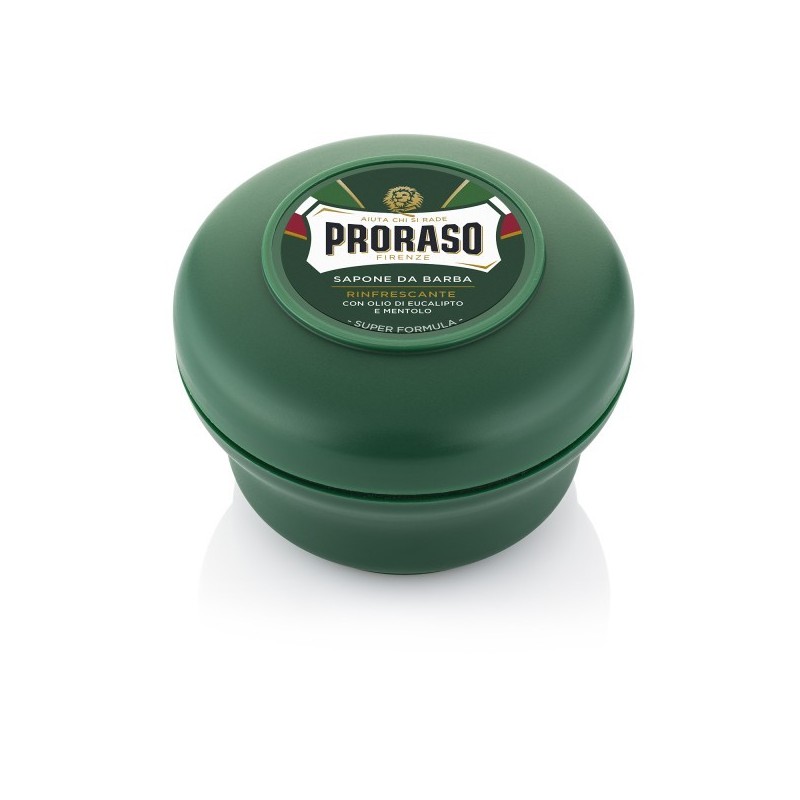 AIUTA CHI SI RADE
PRORASO
FIRENZE
SAPONE DA BARBA
RINFRESCANTE
CON OLIO DI EUCALIPTO
E MENTOLO
- SUPER FORMULA -